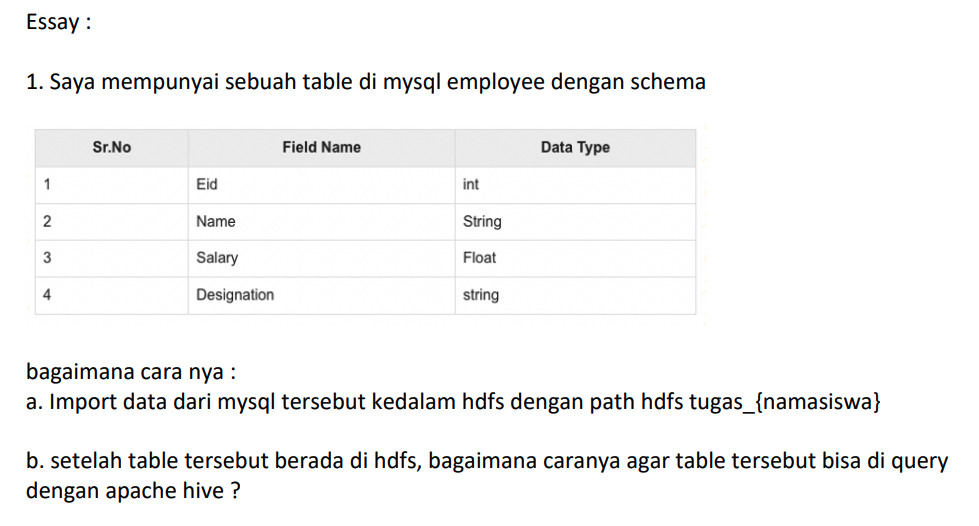 Essay :
1. Saya mempunyai sebuah table di mysql employee dengan schema
Sr.No Field Name Data Type
1 Eid int
2 Name String
3 Salary Float
4 Designation string
bagaimana cara nya :
a. Import data dari mysql tersebut kedalam hdfs dengan path hdfs tugas_{namasiswa}
b. setelah table tersebut berada di hdfs, bagaimana caranya agar table tersebut bisa di query
dengan apache hive ?